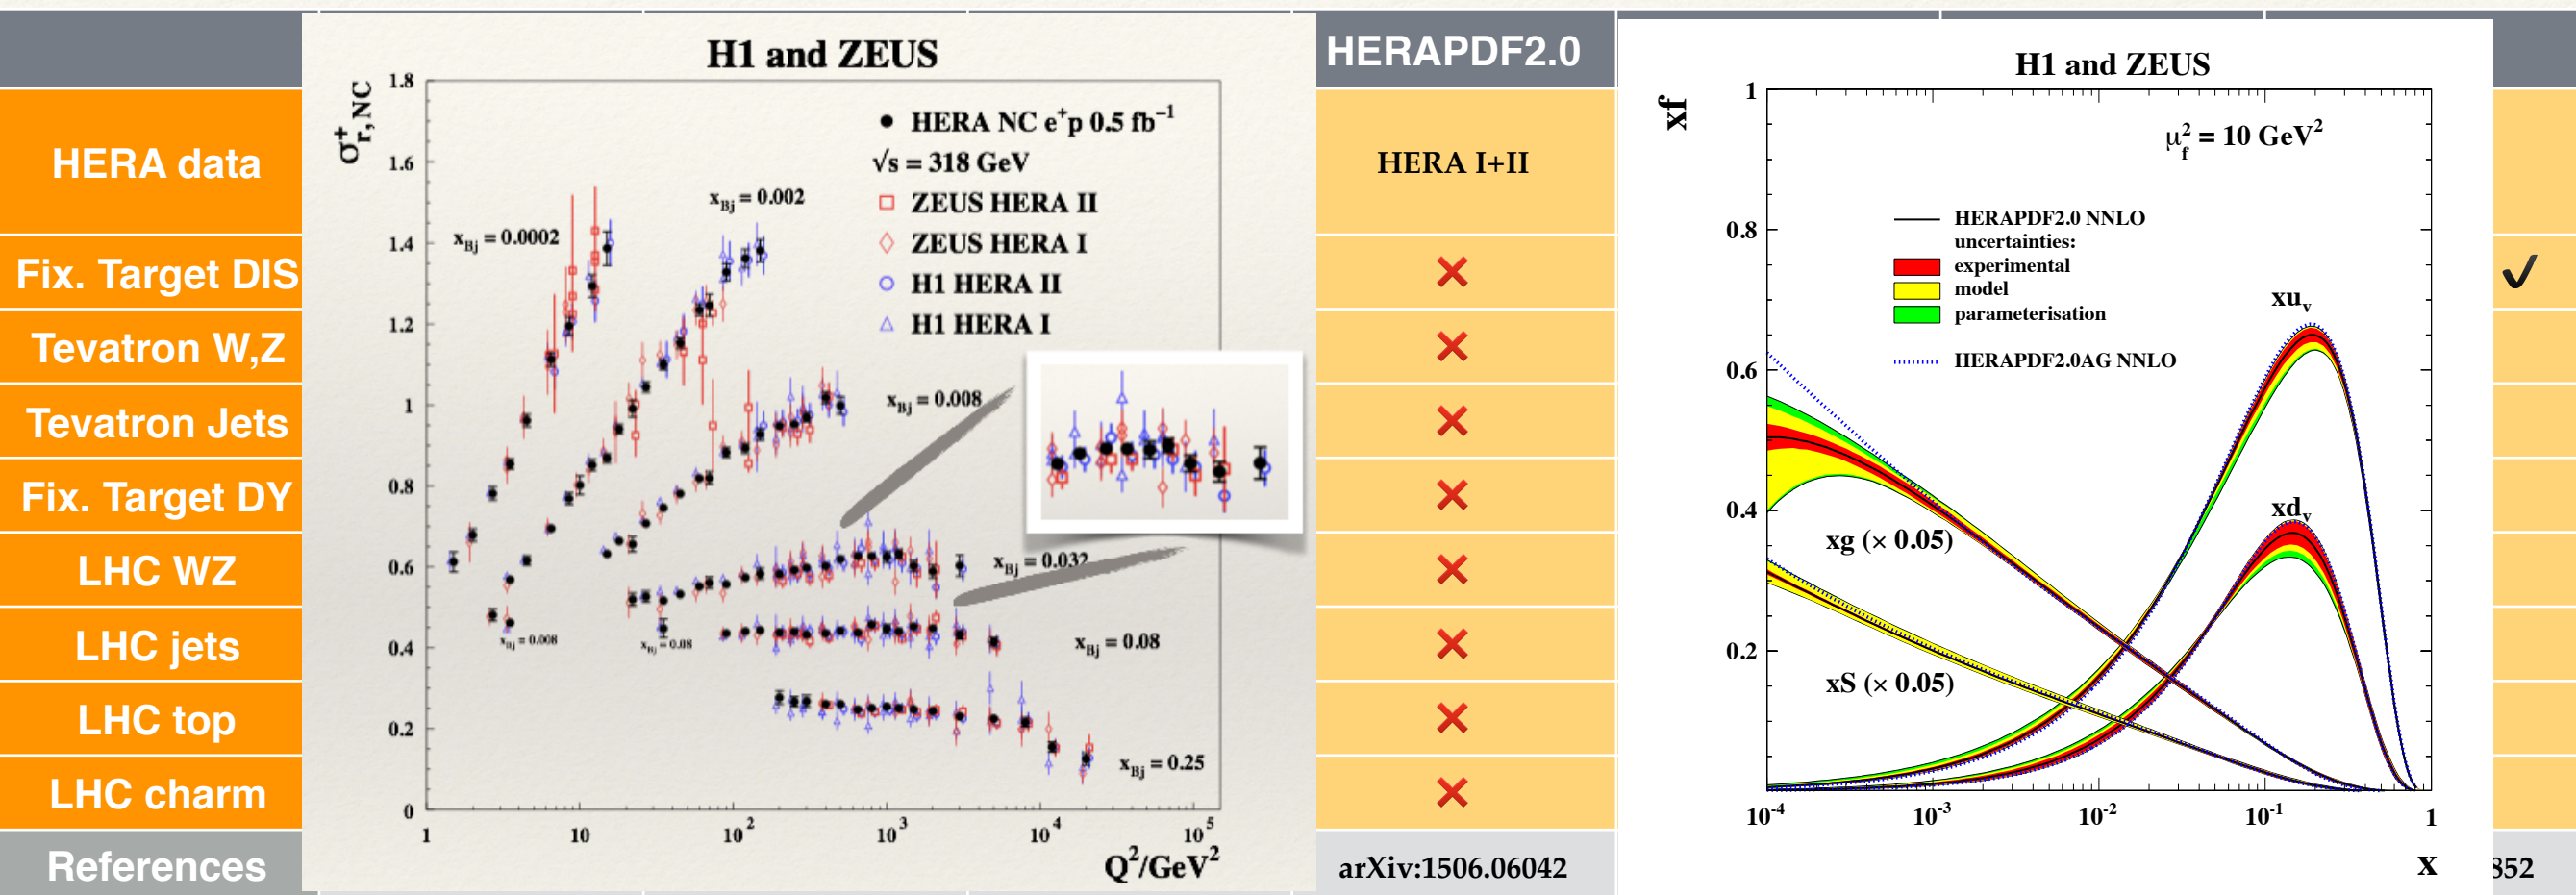 HERAPDF2.0
HERA data
HERA I+II
Fix. Target DIS
Tevatron W,Z
Tevatron Jets
Fix. Target DY
LHC WZ
LHC jets
LHC top
LHC charm
References
arXiv:1506.06042
852
H1 and ZEUS
σ⁺r,NC
1.8
1.6
1.4
1.2
1
0.8
0.6
0.4
0.2
0
HERA NC e⁺p 0.5 fb⁻¹
√s = 318 GeV
ZEUS HERA II
ZEUS HERA I
H1 HERA II
H1 HERA I
xBj = 0.0002
xBj = 0.002
xBj = 0.008
xBj = 0.032
xBj = 0.008
xBj = 0.08
xBj = 0.08
xBj = 0.25
1 10 10² 10³ 10⁴ 10⁵
Q²/GeV²
H1 and ZEUS
xf
1
0.8
0.6
0.4
0.2
μ²f = 10 GeV²
HERAPDF2.0 NNLO
uncertainties:
experimental
model
parameterisation
HERAPDF2.0AG NNLO
xuv
xdv
xg (× 0.05)
xS (× 0.05)
10⁻⁴ 10⁻³ 10⁻² 10⁻¹ 1
x